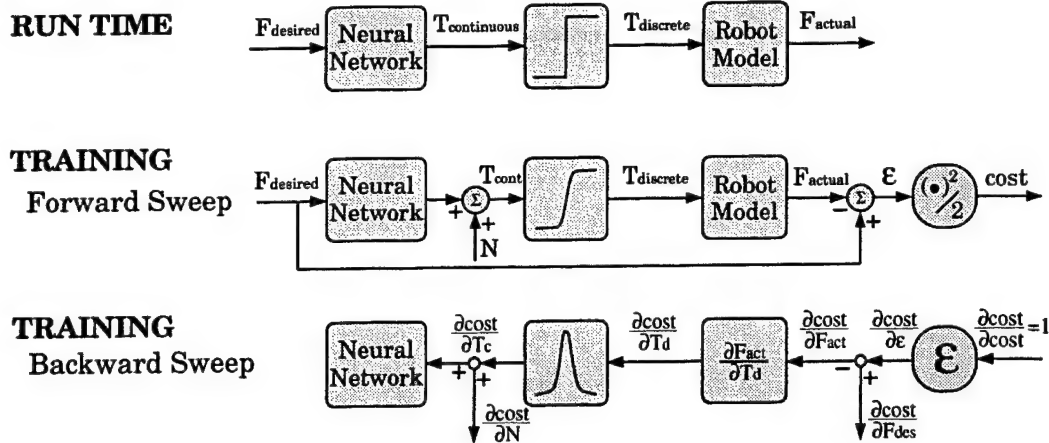 RUN TIME
Fdesired
Neural Network
Tcontinuous
Tdiscrete
Robot Model
Factual
TRAINING
Forward Sweep
Fdesired
Neural Network
+
Σ
+
N
Tcont
Tdiscrete
Robot Model
Factual
−
Σ
+
ε
(•)²/2
cost
TRAINING
Backward Sweep
Neural Network
∂cost/∂Tc
+
+
∂cost/∂N
∂cost/∂Td
∂Fact/∂Td
∂cost/∂Fact
−
+
∂cost/∂Fdes
∂cost/∂ε
ε
∂cost/∂cost=1